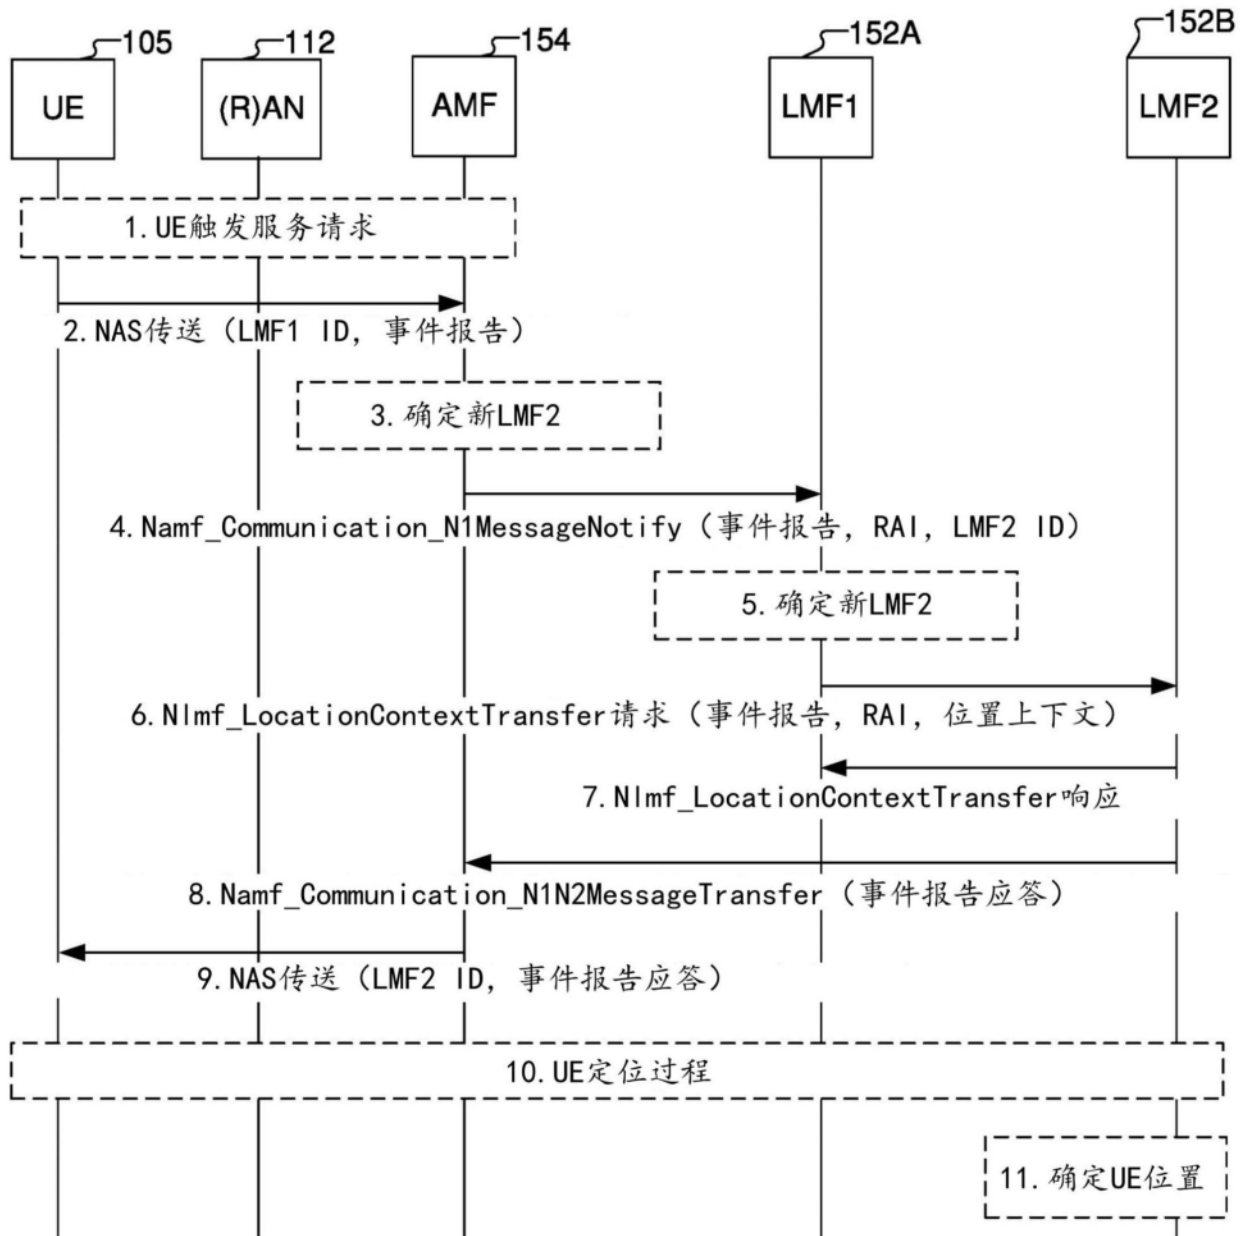 105 112 154 152A 152B
UE (R)AN AMF LMF1 LMF2
1. UE触发服务请求
2. NAS传送（LMF1 ID, 事件报告）
3. 确定新LMF2
4. Namf_Communication_N1MessageNotify（事件报告, RAI, LMF2 ID）
5. 确定新LMF2
6. Nlmf_LocationContextTransfer请求（事件报告, RAI, 位置上下文）
7. Nlmf_LocationContextTransfer响应
8. Namf_Communication_N1N2MessageTransfer（事件报告应答）
9. NAS传送（LMF2 ID, 事件报告应答）
10. UE定位过程
11. 确定UE位置